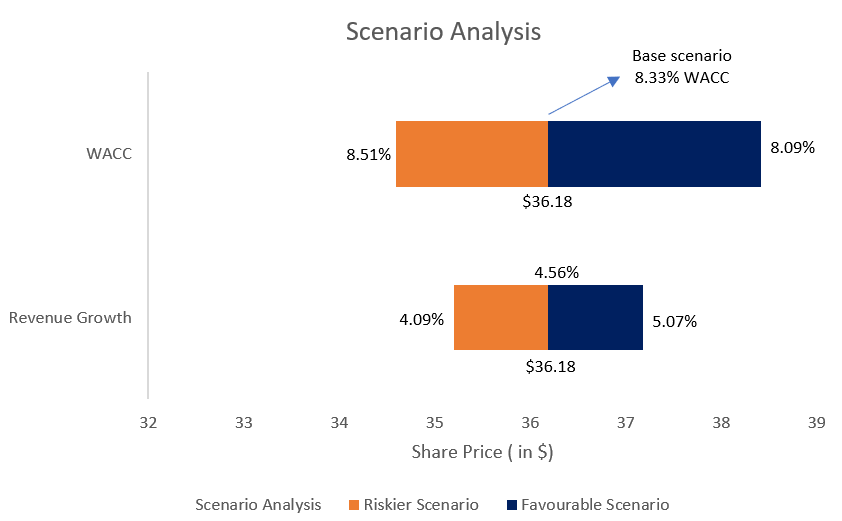 Scenario Analysis
Base scenario
8.33% WACC
WACC
8.51%
8.09%
$36.18
4.56%
Revenue Growth
4.09%
5.07%
$36.18
32 33 34 35 36 37 38 39
Share Price ( in $)
Scenario Analysis Riskier Scenario Favourable Scenario